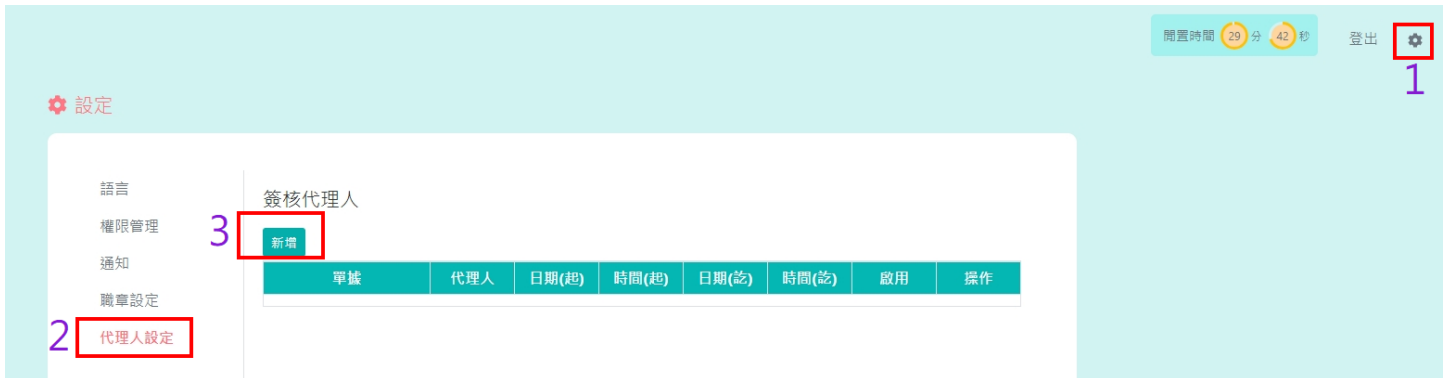 閒置時間 29 分 42 秒 登出
1
設定
語言
權限管理
通知
職章設定
2 代理人設定
簽核代理人
3 新增
單據 代理人 日期(起) 時間(起) 日期(訖) 時間(訖) 啟用 操作